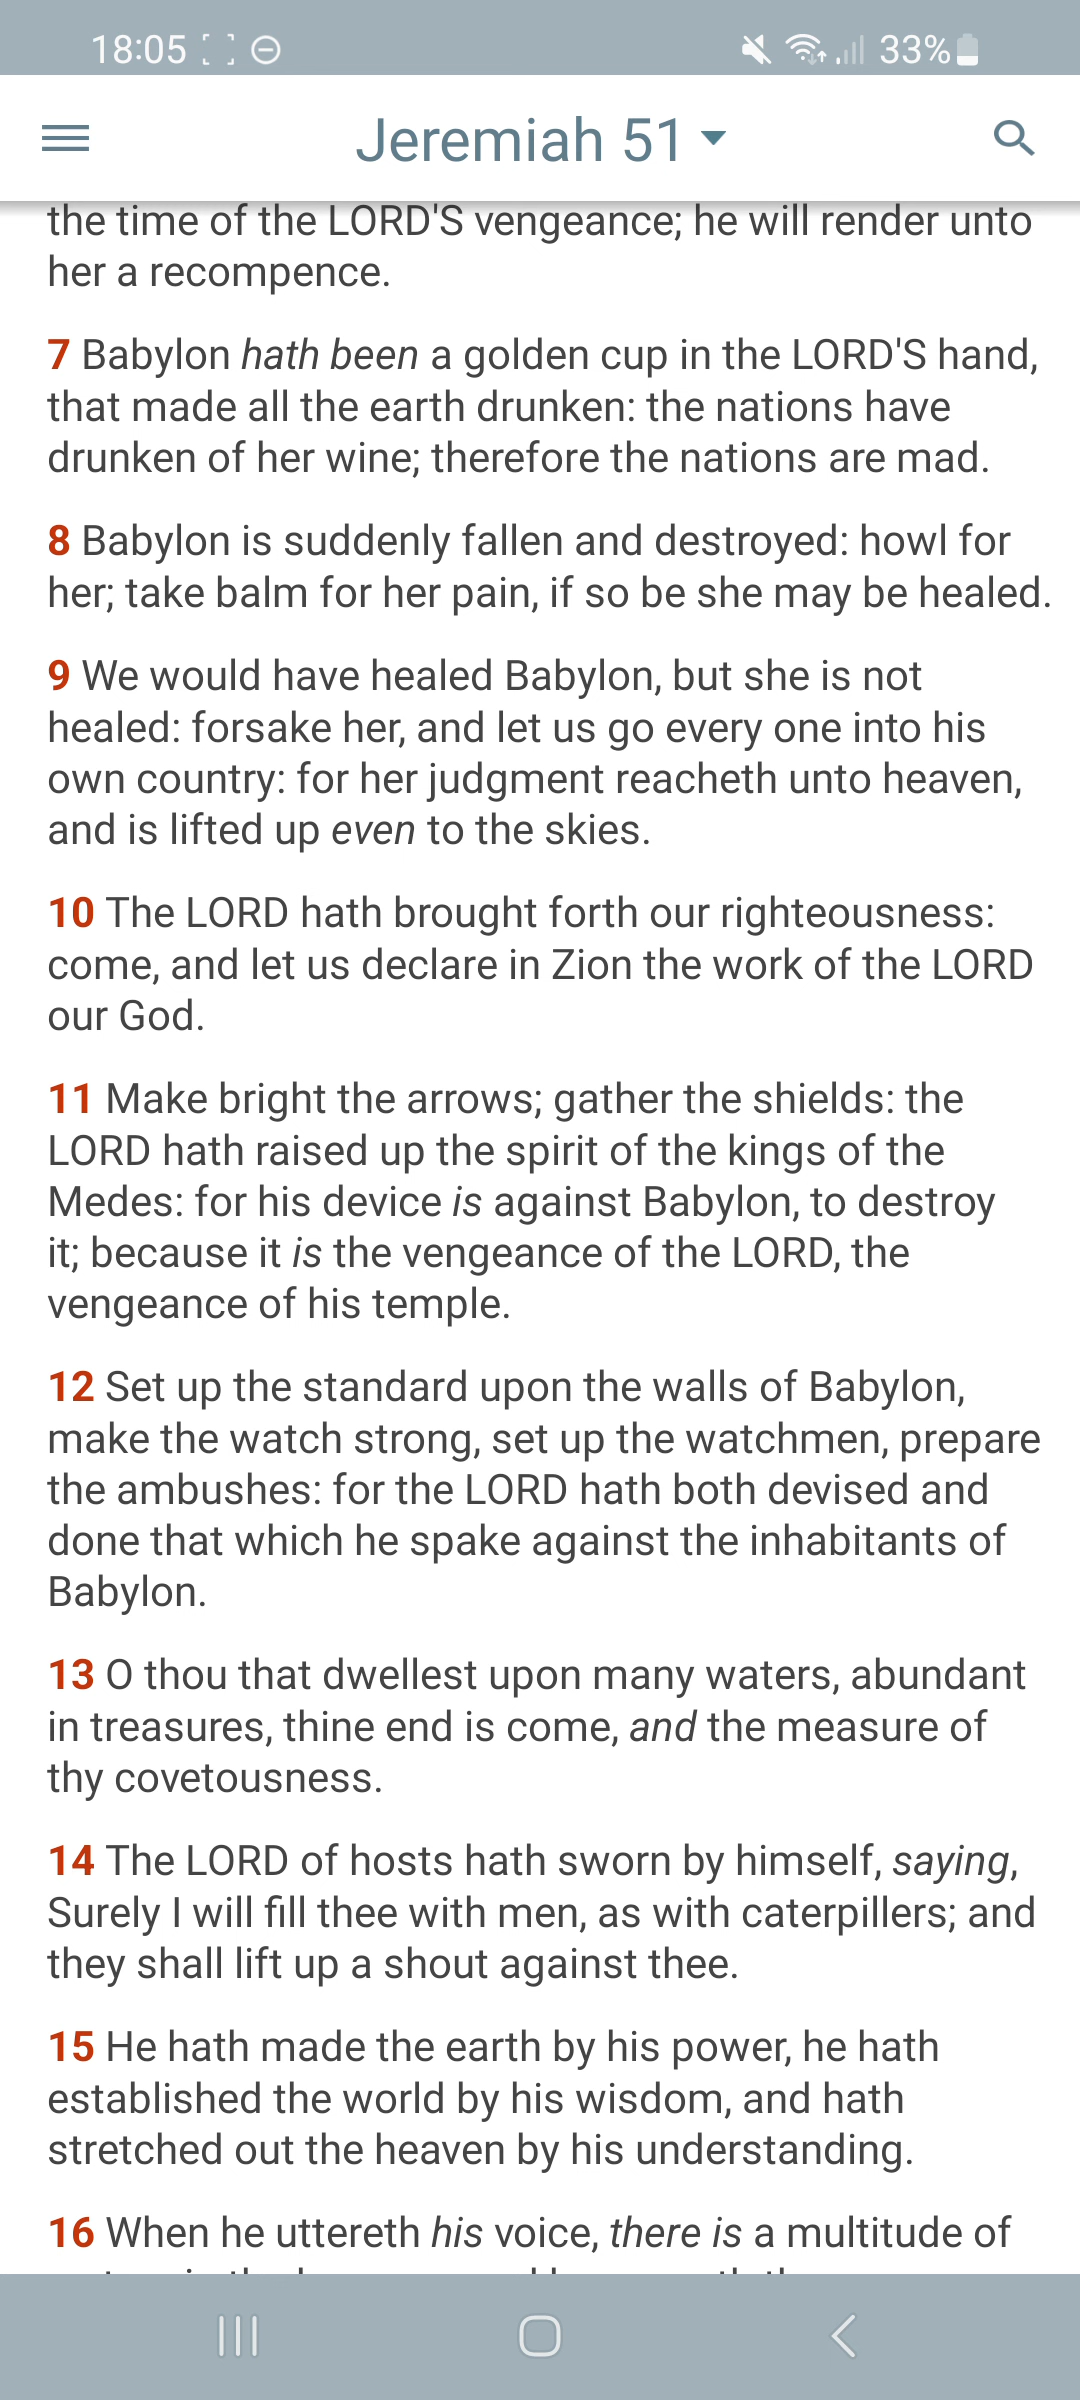 18:05
33%
Jeremiah 51
the time of the LORD'S vengeance; he will render unto
her a recompence.
7 Babylon hath been a golden cup in the LORD'S hand,
that made all the earth drunken: the nations have
drunken of her wine; therefore the nations are mad.
8 Babylon is suddenly fallen and destroyed: howl for
her; take balm for her pain, if so be she may be healed.
9 We would have healed Babylon, but she is not
healed: forsake her, and let us go every one into his
own country: for her judgment reacheth unto heaven,
and is lifted up even to the skies.
10 The LORD hath brought forth our righteousness:
come, and let us declare in Zion the work of the LORD
our God.
11 Make bright the arrows; gather the shields: the
LORD hath raised up the spirit of the kings of the
Medes: for his device is against Babylon, to destroy
it; because it is the vengeance of the LORD, the
vengeance of his temple.
12 Set up the standard upon the walls of Babylon,
make the watch strong, set up the watchmen, prepare
the ambushes: for the LORD hath both devised and
done that which he spake against the inhabitants of
Babylon.
13 O thou that dwellest upon many waters, abundant
in treasures, thine end is come, and the measure of
thy covetousness.
14 The LORD of hosts hath sworn by himself, saying,
Surely I will fill thee with men, as with caterpillers; and
they shall lift up a shout against thee.
15 He hath made the earth by his power, he hath
established the world by his wisdom, and hath
stretched out the heaven by his understanding.
16 When he uttereth his voice, there is a multitude of